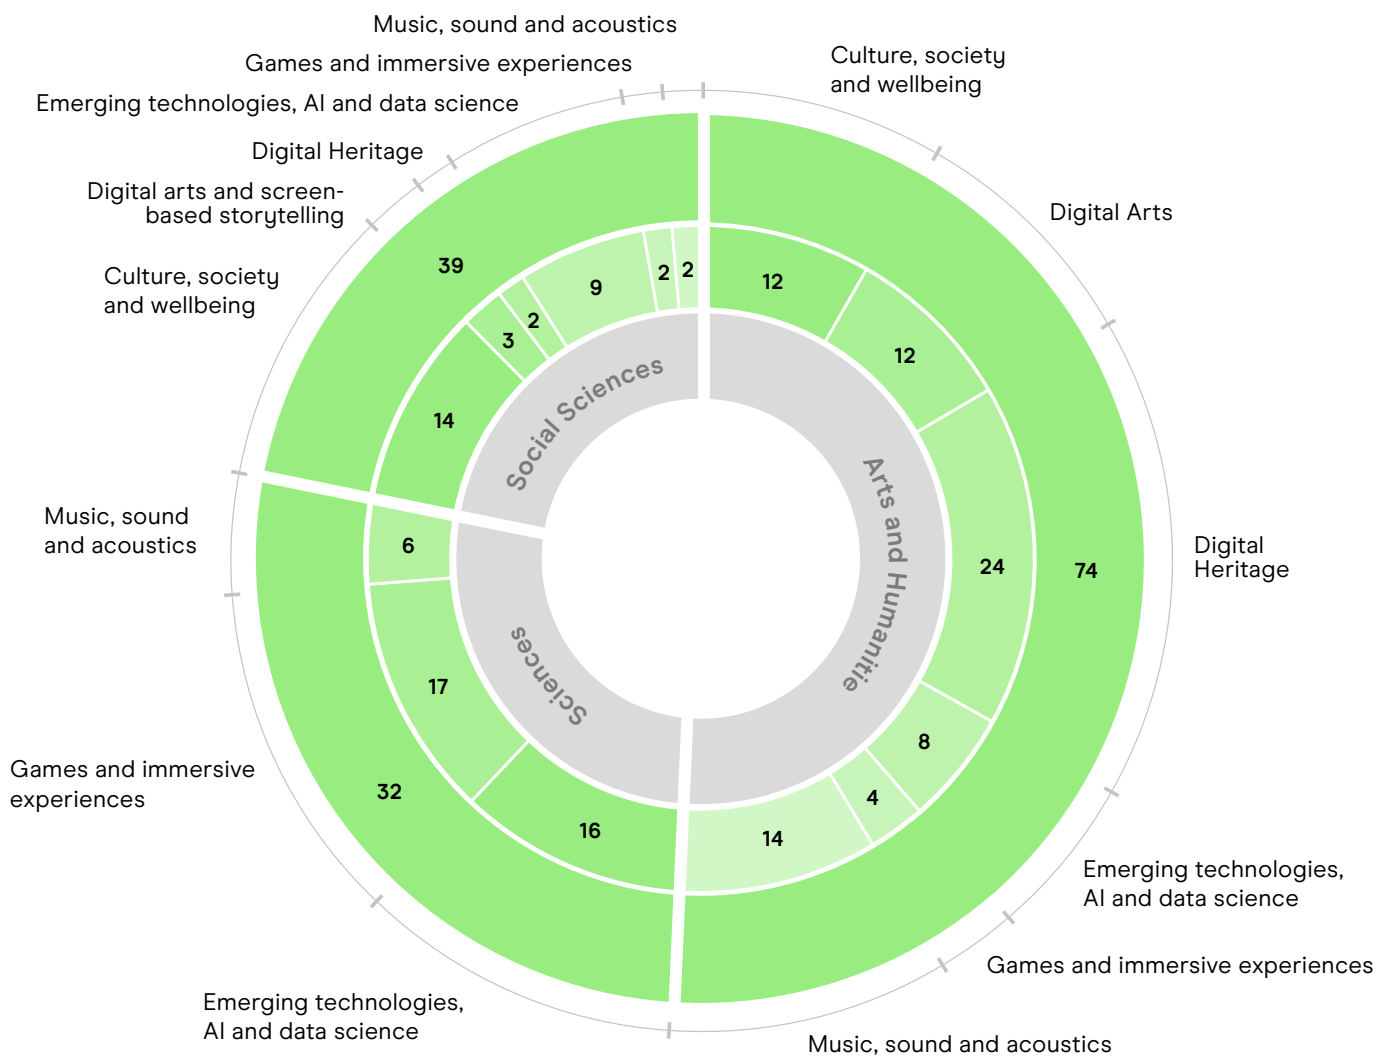 Music, sound and acoustics
Games and immersive experiences
Emerging technologies, AI and data science
Digital Heritage
Digital arts and screen-
based storytelling
Culture, society
and wellbeing
Culture, society
and wellbeing
Digital Arts
Digital
Heritage
Emerging technologies,
AI and data science
Games and immersive experiences
Music, sound and acoustics
Emerging technologies,
AI and data science
Games and immersive
experiences
Music, sound
and acoustics
39
14
3
2
9
2
2
Social Sciences
74
12
12
24
8
4
14
Arts and Humanitie
32
6
17
16
Sciences